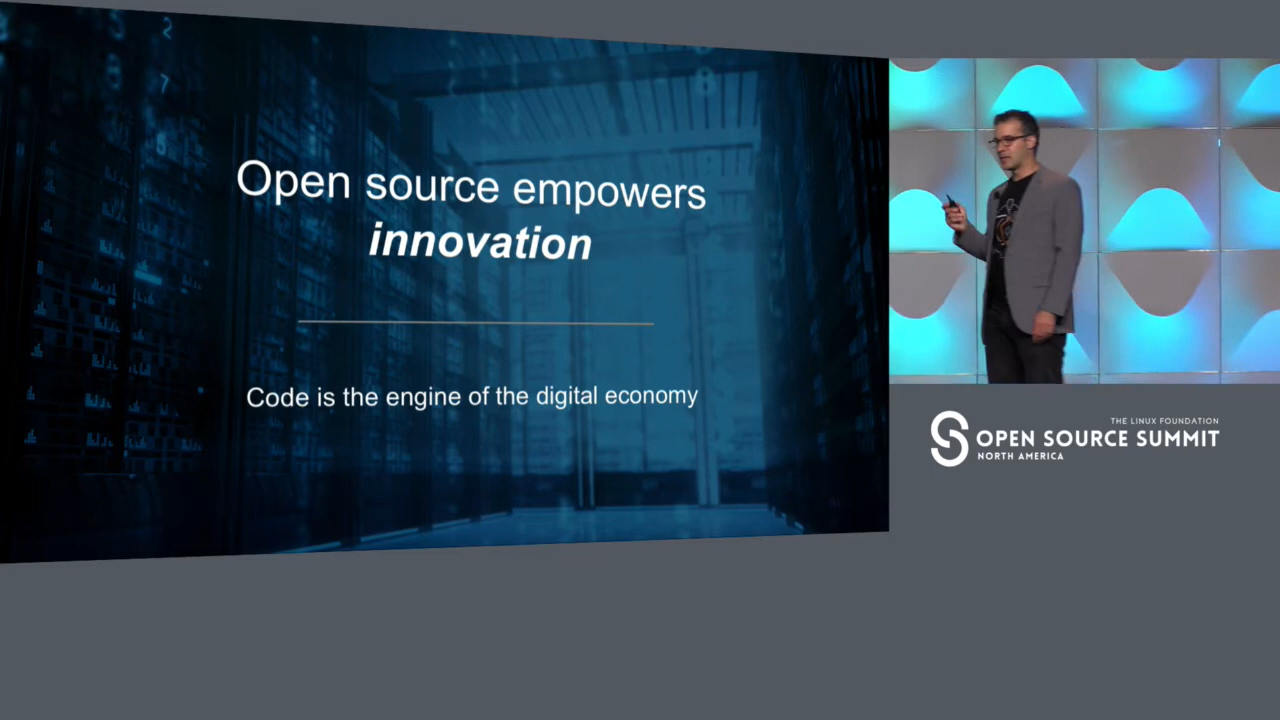 Open source empowers
innovation
Code is the engine of the digital economy
THE LINUX FOUNDATION
OPEN SOURCE SUMMIT
NORTH AMERICA